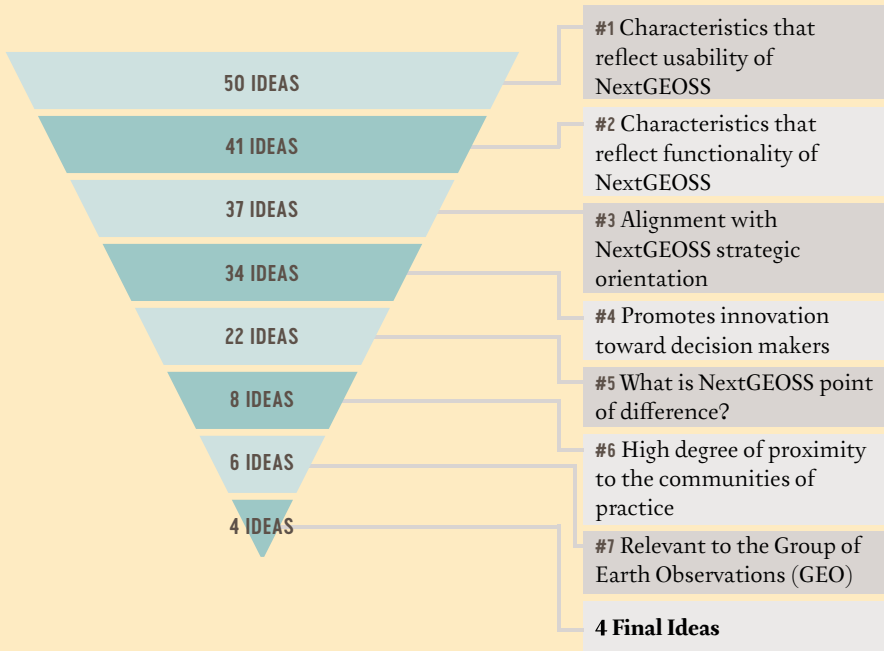 50 IDEAS
41 IDEAS
37 IDEAS
34 IDEAS
22 IDEAS
8 IDEAS
6 IDEAS
4 IDEAS
#1 Characteristics that
reflect usability of
NextGEOSS
#2 Characteristics that
reflect functionality of
NextGEOSS
#3 Alignment with
NextGEOSS strategic
orientation
#4 Promotes innovation
toward decision makers
#5 What is NextGEOSS point
of difference?
#6 High degree of proximity
to the communities of
practice
#7 Relevant to the Group of
Earth Observations (GEO)
4 Final Ideas